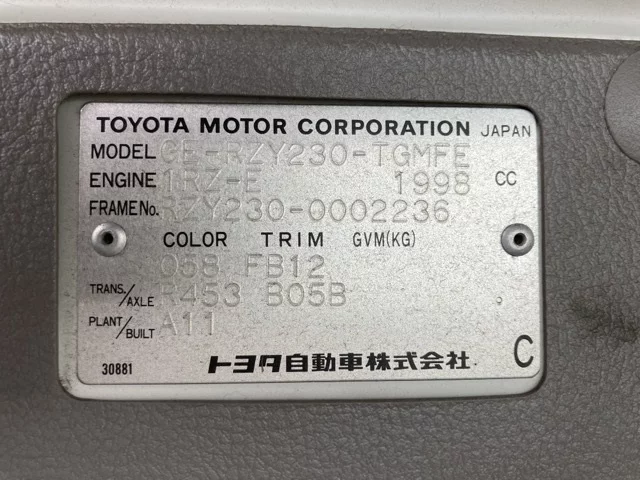 TOYOTA MOTOR CORPORATION JAPAN
MODEL GE-RZY230-TGMFE
ENGINE 1RZ-E 1998 CC
FRAME No. RZY230-0002236
COLOR TRIM GVM(KG)
058 FB12
TRANS./AXLE R453 B05B
PLANT/BUILT A11
30881 トヨタ自動車株式会社 C